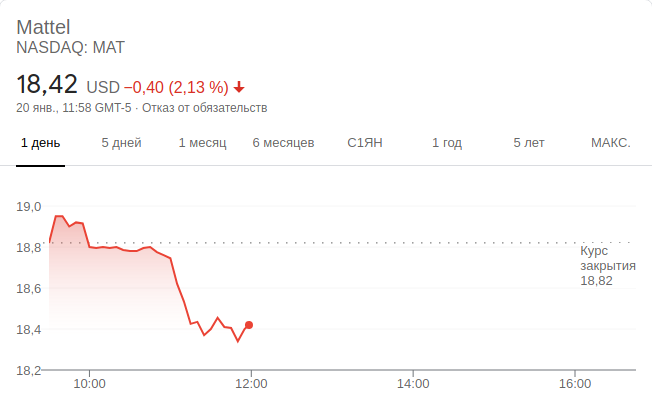 Mattel
NASDAQ: MAT
18,42 USD −0,40 (2,13 %)
20 янв., 11:58 GMT-5 · Отказ от обязательств
1 день 5 дней 1 месяц 6 месяцев С1ЯН 1 год 5 лет МАКС.
19,0
18,8
Курс
закрытия
18,82
18,6
18,4
18,2
10:00 12:00 14:00 16:00